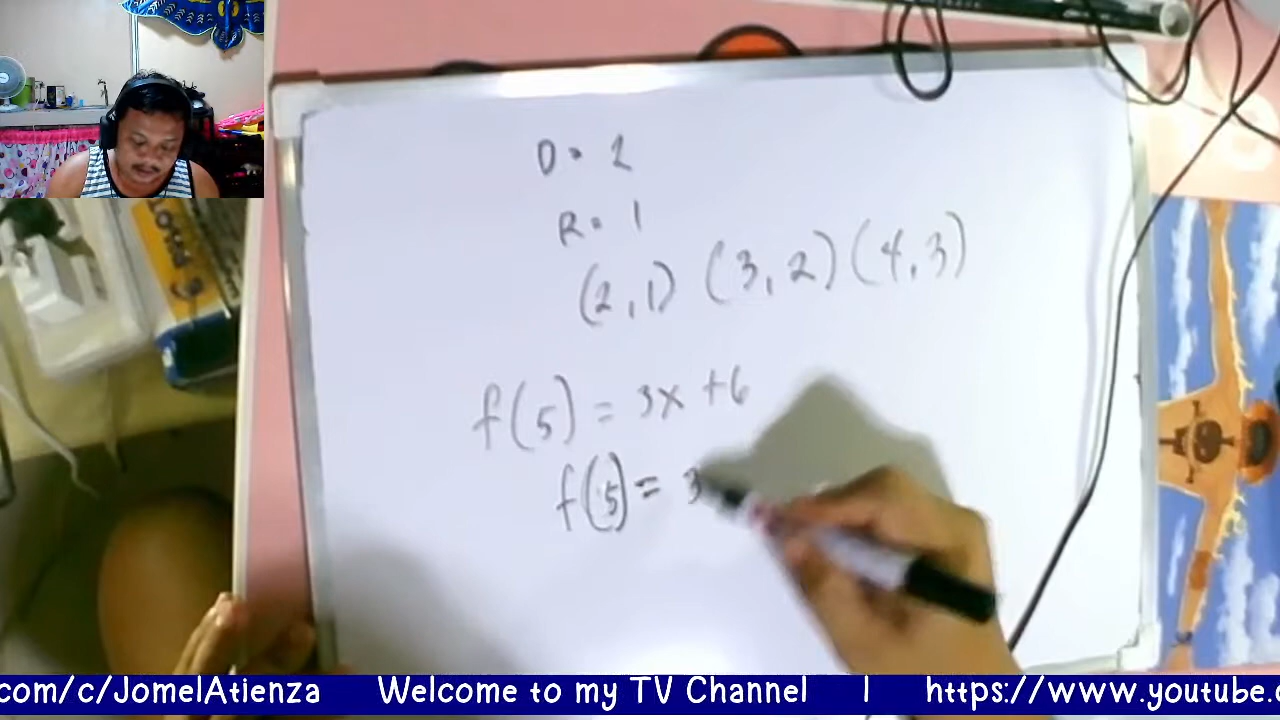 D = 2
R = 1
(2,1) (3,2) (4,3)
f(5) = 3x + 6
f(5) = 3
com/c/JomelAtienza Welcome to my TV Channel | https://www.youtube.c